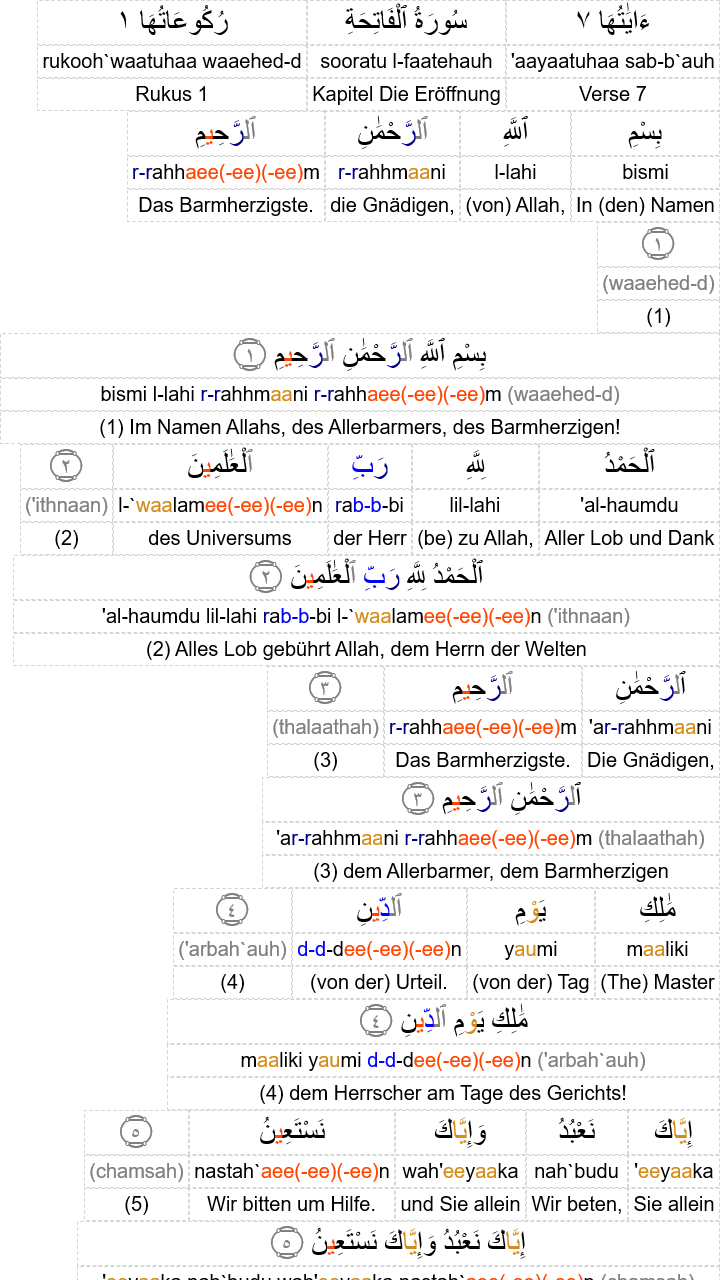 ءَايَٰتُهَا ٧ سُورَةُ ٱلْفَاتِحَةِ رُكُوعَاتُهَا ١
rukooh`waatuhaa waaehed-d sooratu l-faatehauh 'aayaatuhaa sab-b`auh
Rukus 1 Kapitel Die Eröffnung Verse 7
بِسْمِ ٱللَّهِ ٱلرَّحْمَٰنِ ٱلرَّحِيمِ
r-rahhaee(-ee)(-ee)m r-rahhmaani l-lahi bismi
Das Barmherzigste. die Gnädigen, (von) Allah, In (den) Namen
١
(waaehed-d)
(1)
بِسْمِ ٱللَّهِ ٱلرَّحْمَٰنِ ٱلرَّحِيمِ ١
bismi l-lahi r-rahhmaani r-rahhaee(-ee)(-ee)m (waaehed-d)
(1) Im Namen Allahs, des Allerbarmers, des Barmherzigen!
ٱلْحَمْدُ لِلَّهِ رَبِّ ٱلْعَٰلَمِينَ ٢
('ithnaan) l-`waalamee(-ee)(-ee)n rab-b-bi lil-lahi 'al-haumdu
(2) des Universums der Herr (be) zu Allah, Aller Lob und Dank
ٱلْحَمْدُ لِلَّهِ رَبِّ ٱلْعَٰلَمِينَ ٢
'al-haumdu lil-lahi rab-b-bi l-`waalamee(-ee)(-ee)n ('ithnaan)
(2) Alles Lob gebührt Allah, dem Herrn der Welten
ٱلرَّحْمَٰنِ ٱلرَّحِيمِ ٣
(thalaathah) r-rahhaee(-ee)(-ee)m 'ar-rahhmaani
(3) Das Barmherzigste. Die Gnädigen,
ٱلرَّحْمَٰنِ ٱلرَّحِيمِ ٣
'ar-rahhmaani r-rahhaee(-ee)(-ee)m (thalaathah)
(3) dem Allerbarmer, dem Barmherzigen
مَٰلِكِ يَوْمِ ٱلدِّينِ ٤
('arbah`auh) d-d-dee(-ee)(-ee)n yaumi maaliki
(4) (von der) Urteil. (von der) Tag (The) Master
مَٰلِكِ يَوْمِ ٱلدِّينِ ٤
maaliki yaumi d-d-dee(-ee)(-ee)n ('arbah`auh)
(4) dem Herrscher am Tage des Gerichts!
إِيَّاكَ نَعْبُدُ وَإِيَّاكَ نَسْتَعِينُ ٥
(chamsah) nastah`aee(-ee)(-ee)n wah'eeyaaka nah`budu 'eeyaaka
(5) Wir bitten um Hilfe. und Sie allein Wir beten, Sie allein
إِيَّاكَ نَعْبُدُ وَإِيَّاكَ نَسْتَعِينُ ٥
'eeyaaka nah`budu wah'eeyaaka nastah`aee(-ee)(-ee)n (chamsah)